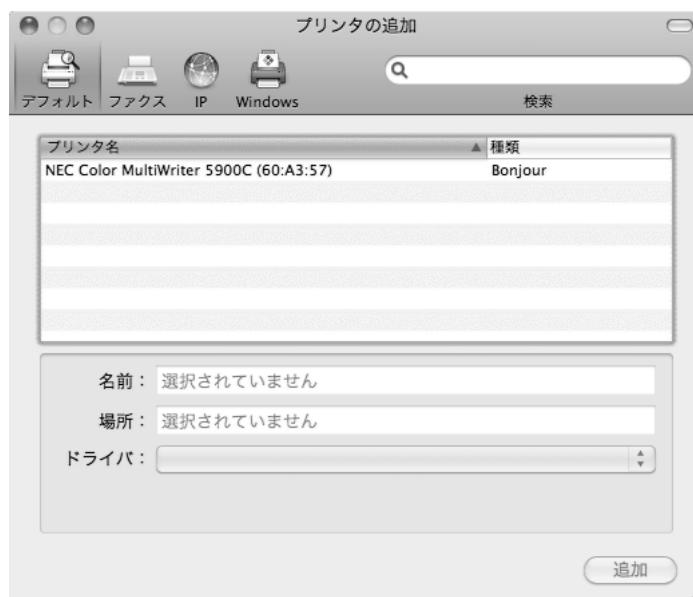 プリンタの追加
デフォルト ファクス IP Windows 検索
プリンタ名 種類
NEC Color MultiWriter 5900C (60:A3:57) Bonjour
名前： 選択されていません
場所： 選択されていません
ドライバ：
追加